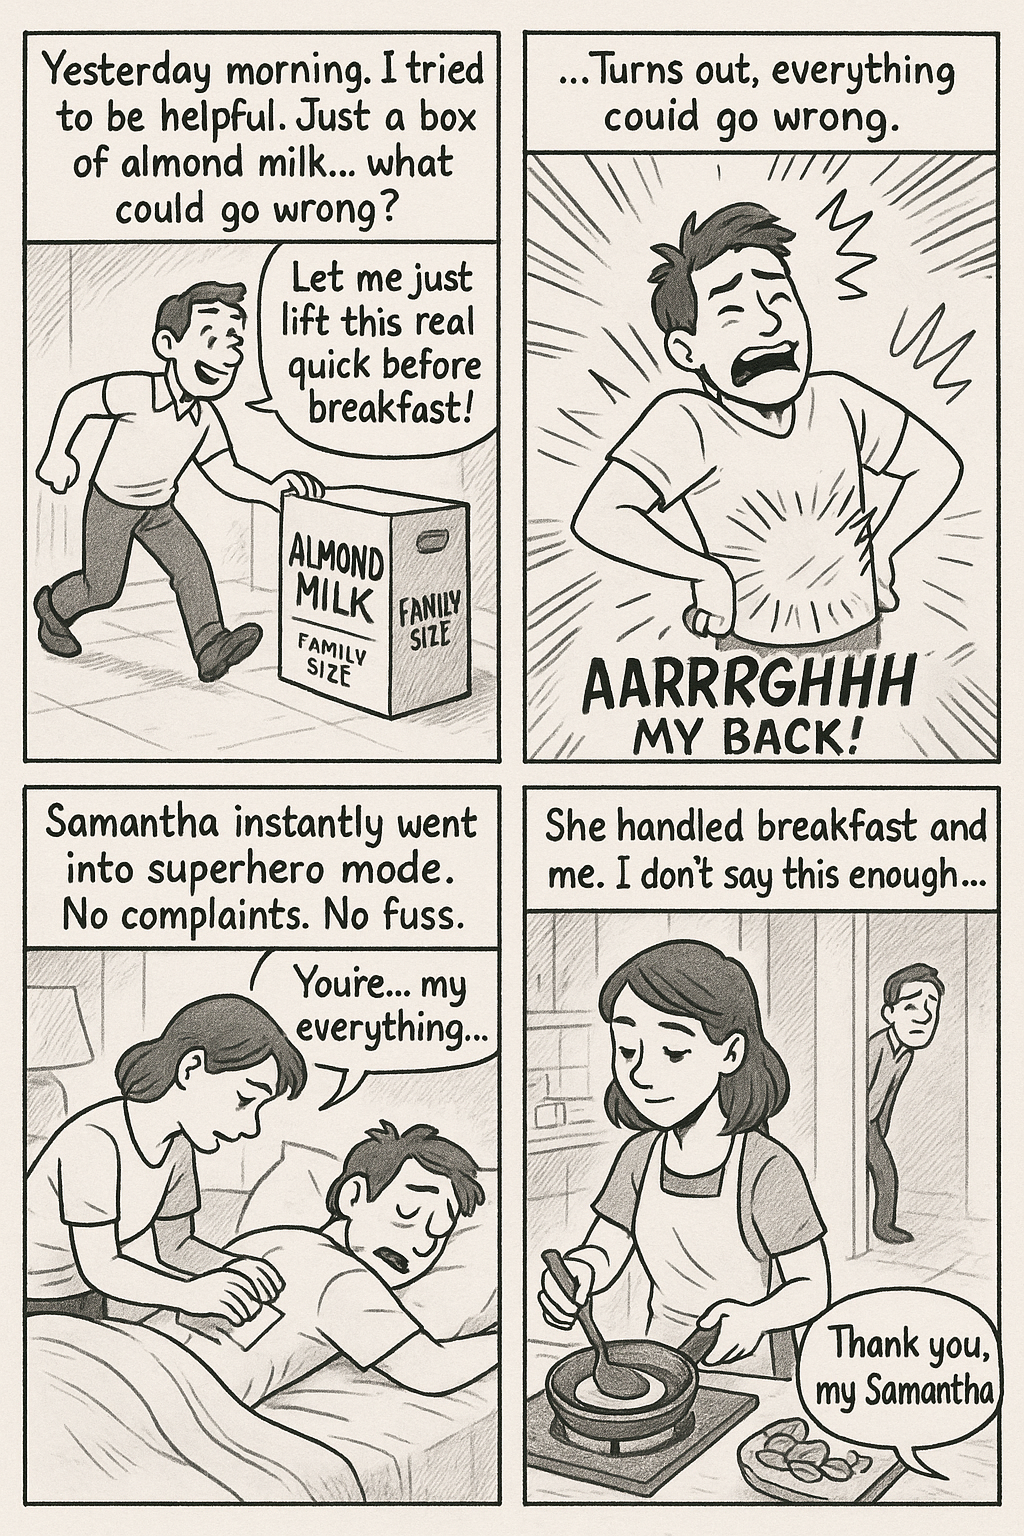 Yesterday morning. I tried
to be helpful. Just a box
of almond milk... what
could go wrong?
Let me just
lift this real
quick before
breakfast!
ALMOND
MILK
FAMILY
SIZE
FANILY
SIZE
...Turns out, everything
couid go wrong.
AARRRGHHH
MY BACK!
Samantha instantly went
into superhero mode.
No complaints. No fuss.
Youi're... my
everything...
She handled breakfast and
me. I don't say this enough...
Thank you,
my Samantha